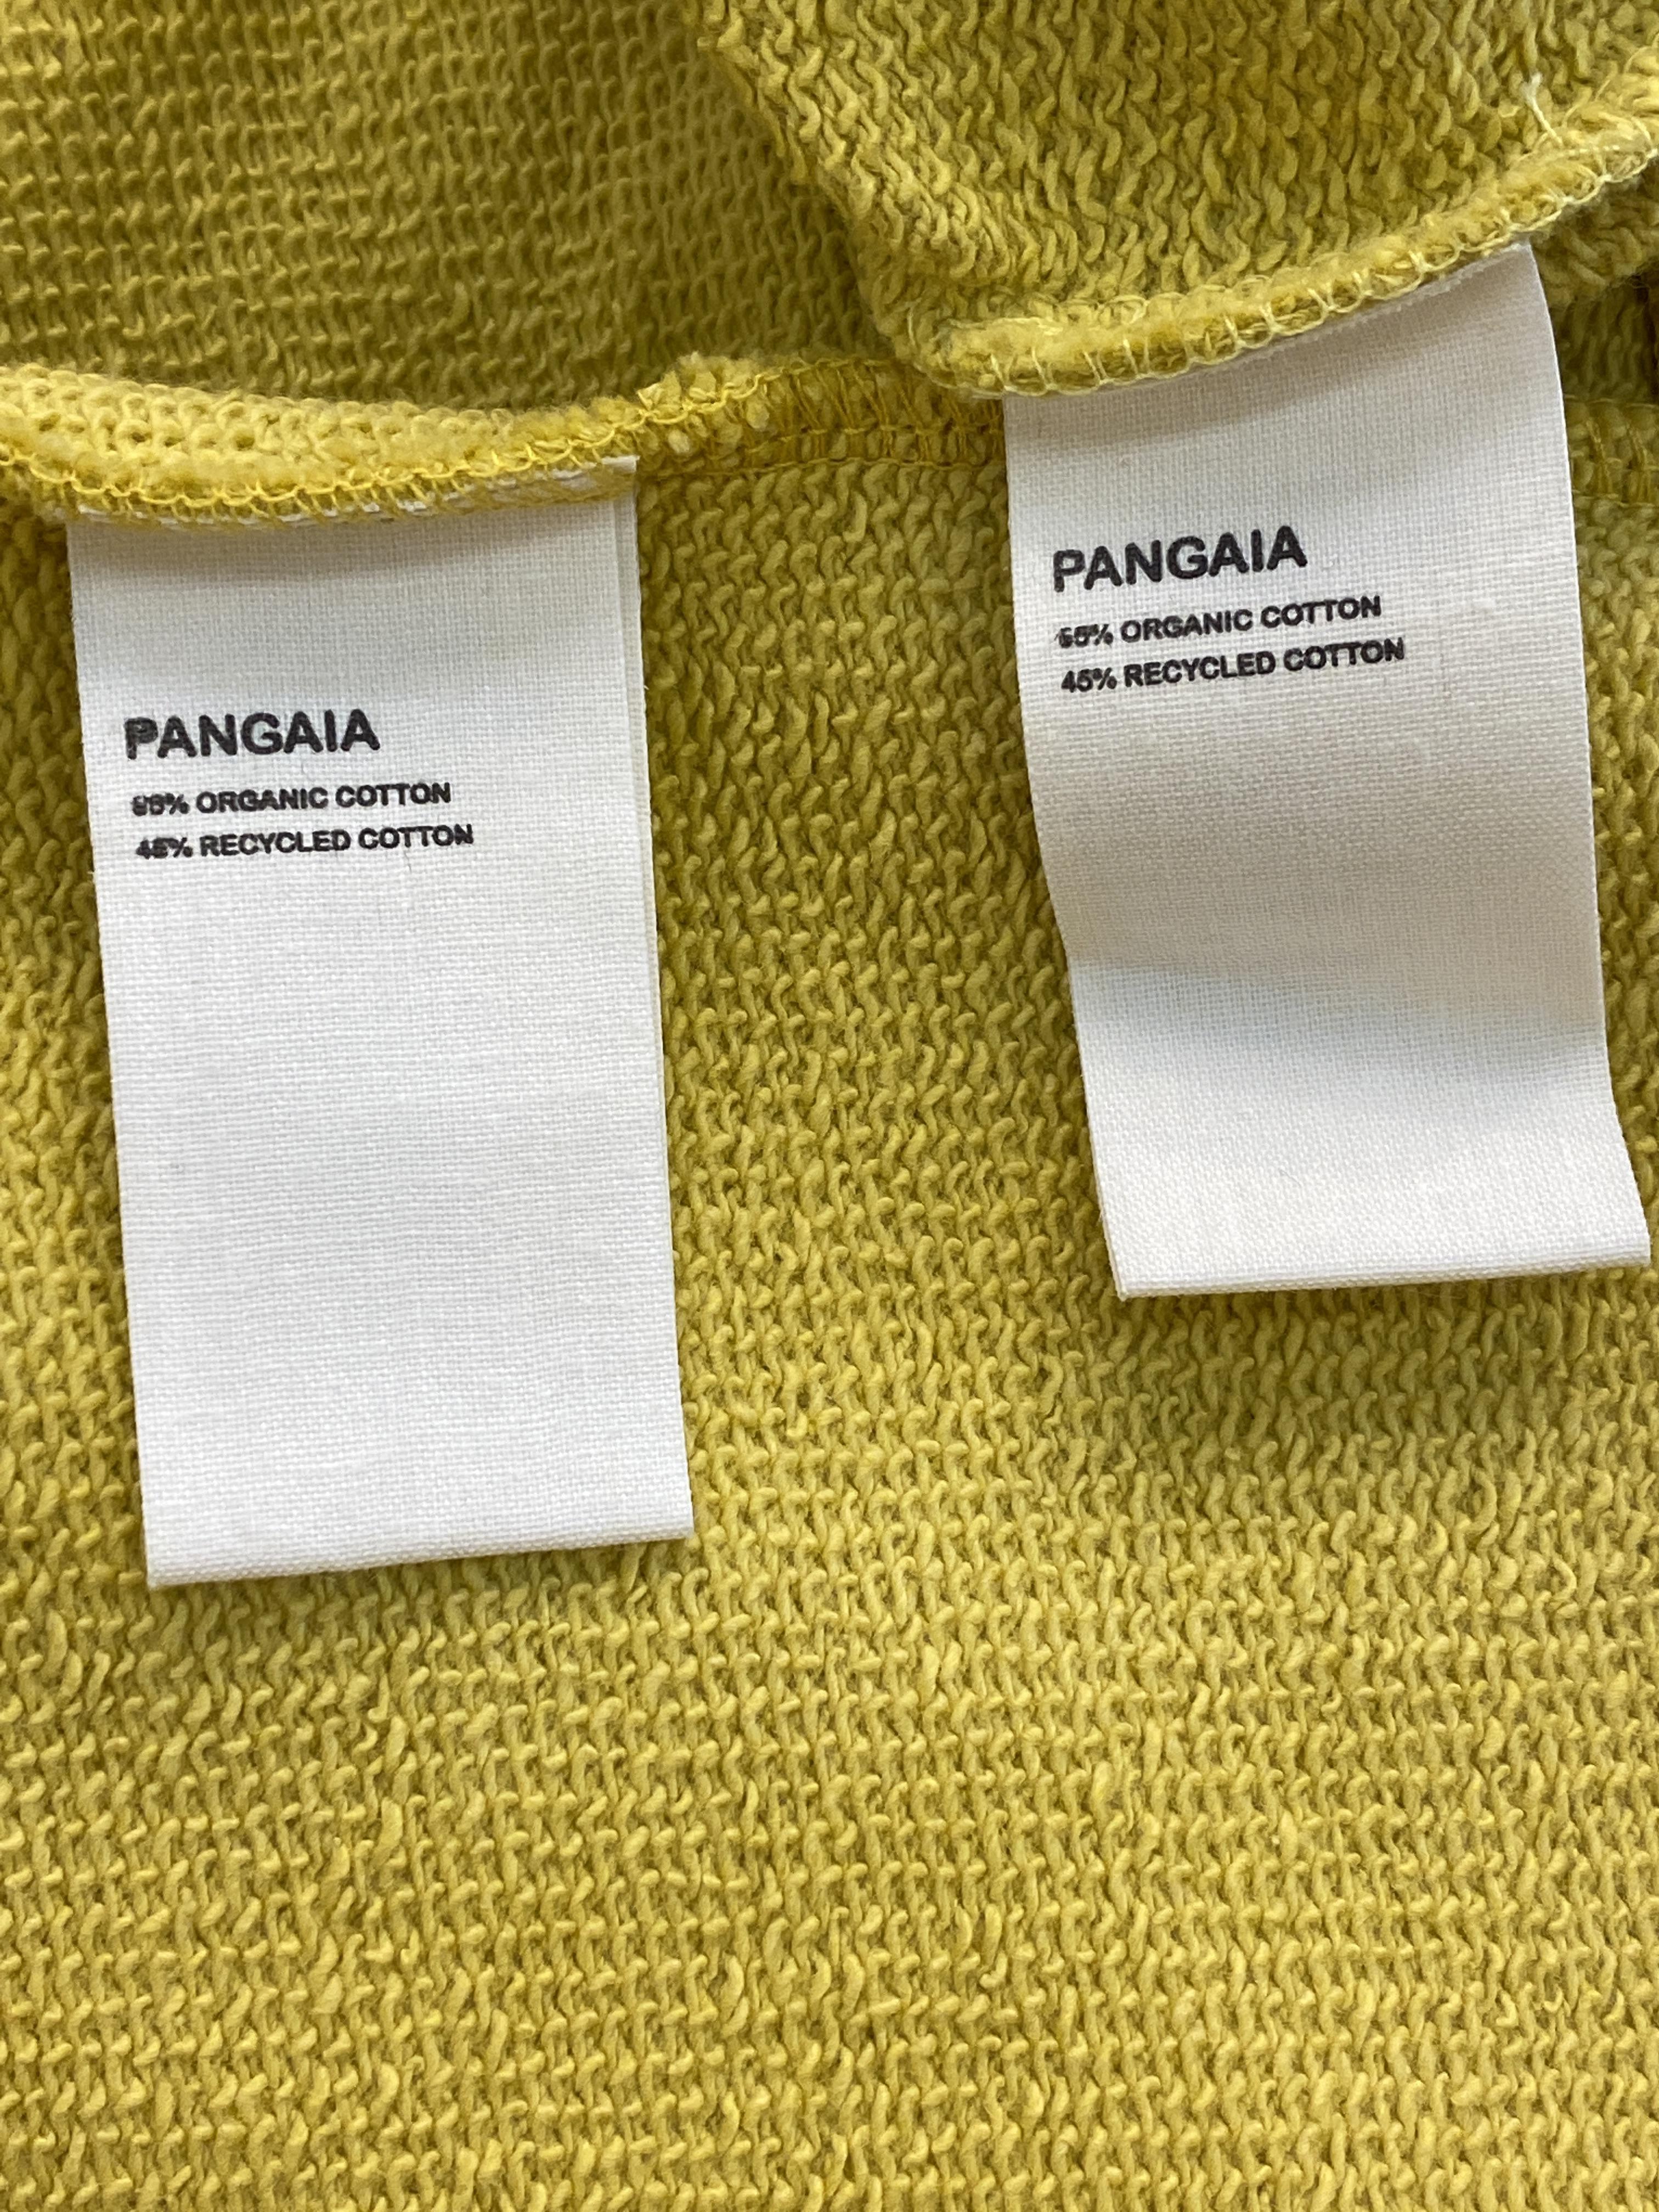 PANGAIA
55% ORGANIC COTTON
45% RECYCLED COTTON
PANGAIA
55% ORGANIC COTTON
45% RECYCLED COTTON